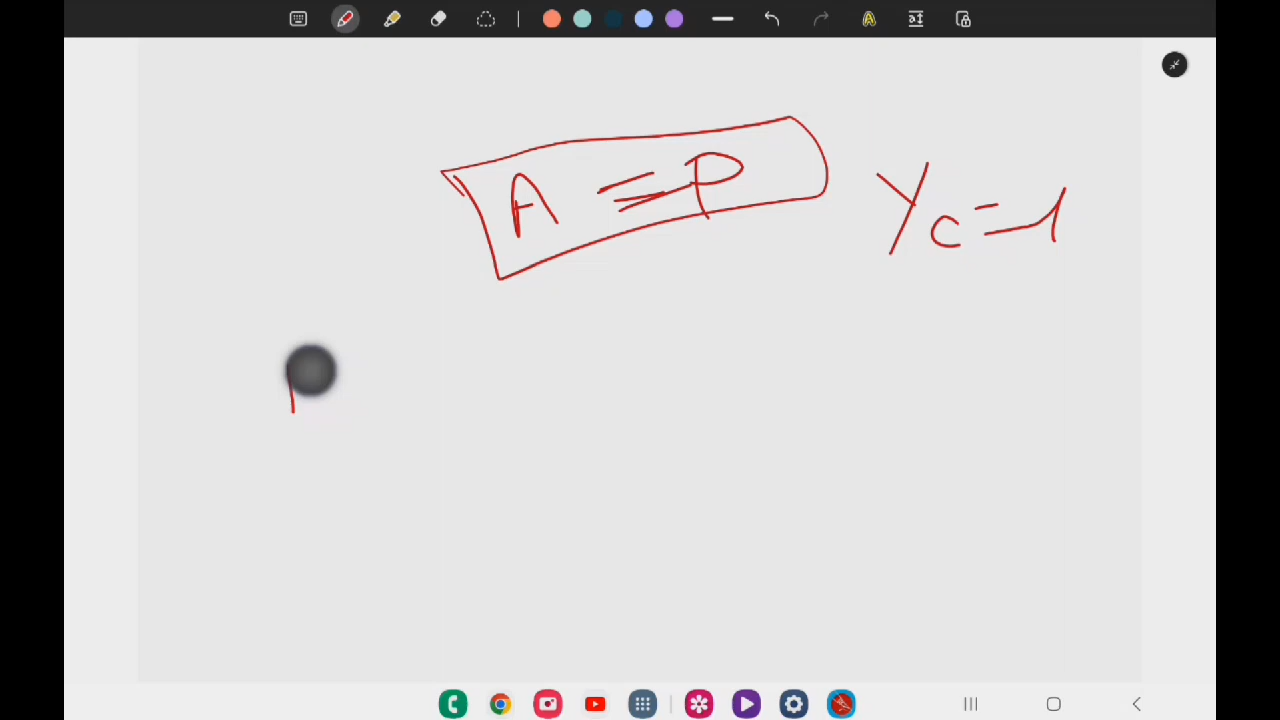 A = P
Yc = 1